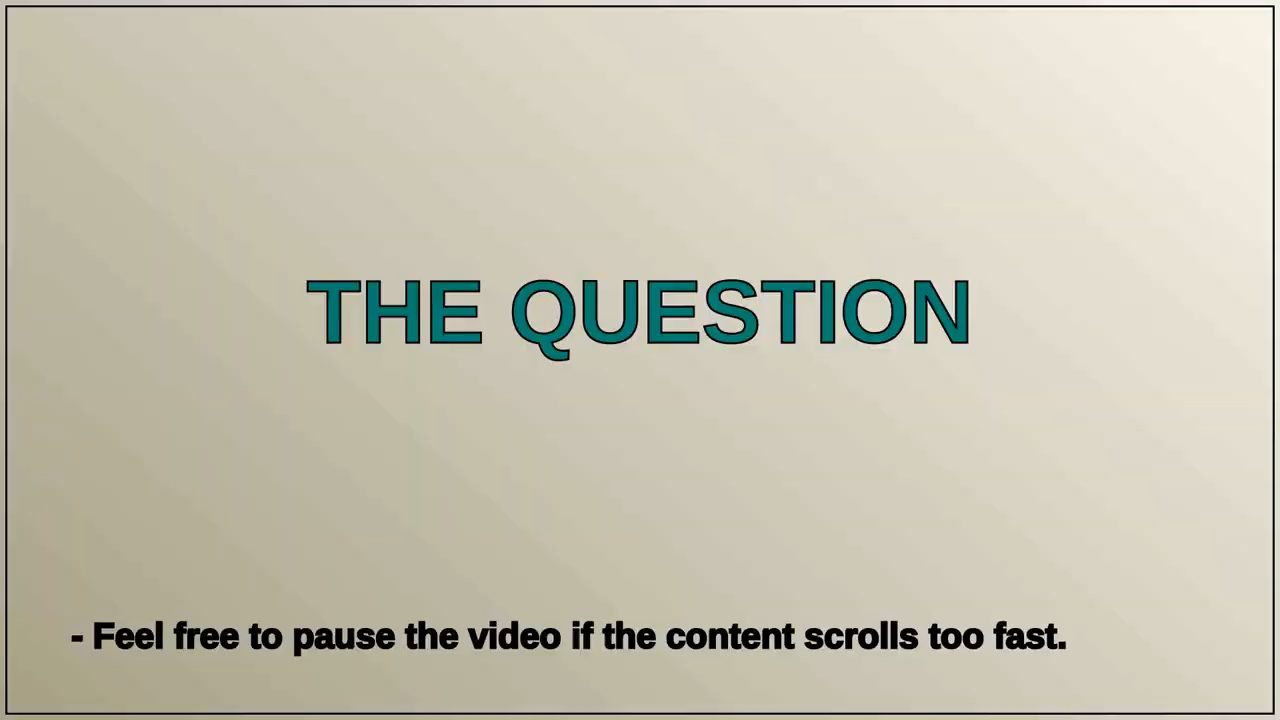 THE QUESTION
- Feel free to pause the video if the content scrolls too fast.